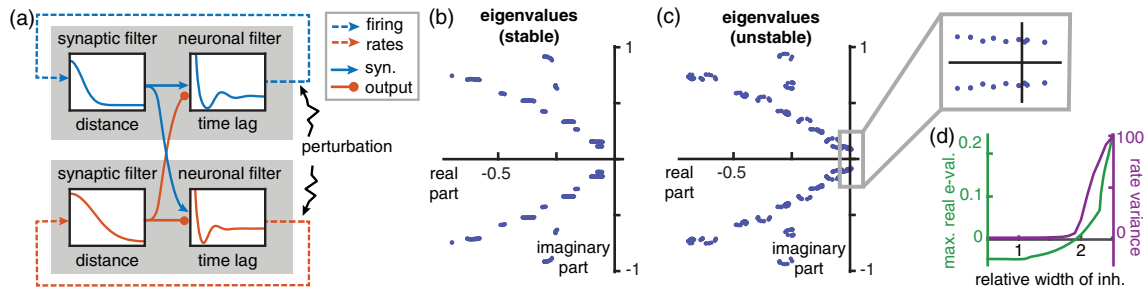 (a)
synaptic filter
neuronal filter
distance
time lag
perturbation
synaptic filter
neuronal filter
distance
time lag
firing
rates
syn.
output
(b)
eigenvalues
(stable)
1
-0.5
real
part
imaginary
part
-1
(c)
eigenvalues
(unstable)
1
-0.5
real
part
imaginary
part
-1
(d)
max. real e-val.
0.2
0.1
0
1
2
100
0
rate variance
relative width of inh.